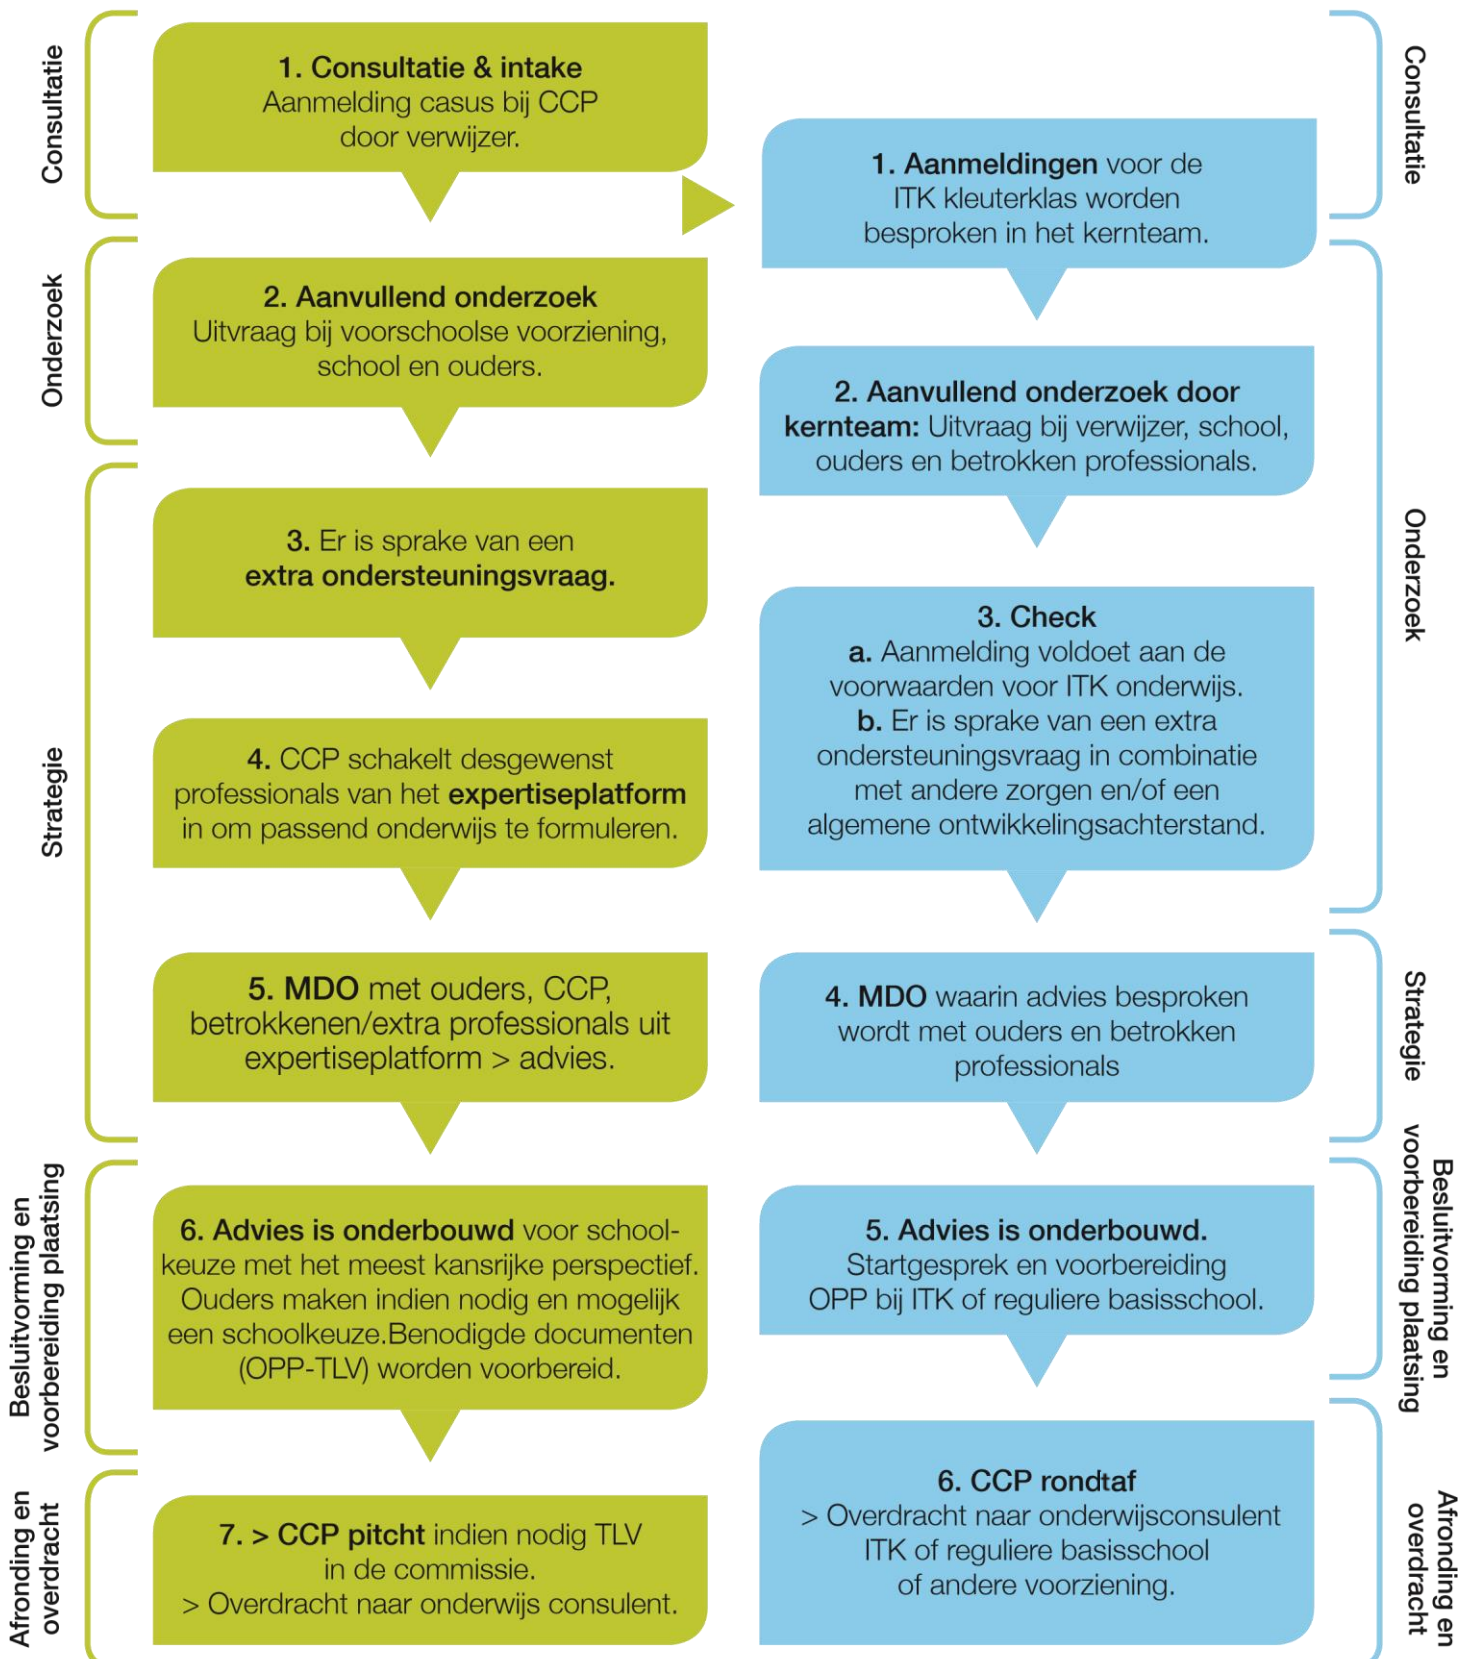 Consultatie
1. Consultatie & intake
Aanmelding casus bij CCP
door verwijzer.
Onderzoek
2. Aanvullend onderzoek
Uitvraag bij voorschoolse voorziening,
school en ouders.
Strategie
3. Er is sprake van een
extra ondersteuningsvraag.
4. CCP schakelt desgewenst
professionals van het expertiseplatform
in om passend onderwijs te formuleren.
5. MDO met ouders, CCP,
betrokkenen/extra professionals uit
expertiseplatform > advies.
Besluitvorming en
voorbereiding plaatsing
6. Advies is onderbouwd voor school-
keuze met het meest kansrijke perspectief.
Ouders maken indien nodig en mogelijk
een schoolkeuze.Benodigde documenten
(OPP-TLV) worden voorbereid.
Afronding en
overdracht
7. > CCP pitcht indien nodig TLV
in de commissie.
> Overdracht naar onderwijs consulent.
Consultatie
1. Aanmeldingen voor de
ITK kleuterklas worden
besproken in het kernteam.
Onderzoek
2. Aanvullend onderzoek door
kernteam: Uitvraag bij verwijzer, school,
ouders en betrokken professionals.
3. Check
a. Aanmelding voldoet aan de
voorwaarden voor ITK onderwijs.
b. Er is sprake van een extra
ondersteuningsvraag in combinatie
met andere zorgen en/of een
algemene ontwikkelingsachterstand.
Strategie
4. MDO waarin advies besproken
wordt met ouders en betrokken
professionals
Besluitvorming en
voorbereiding plaatsing
5. Advies is onderbouwd.
Startgesprek en voorbereiding
OPP bij ITK of reguliere basisschool.
Afronding en
overdracht
6. CCP rondtaf
> Overdracht naar onderwijsconsulent
ITK of reguliere basisschool
of andere voorziening.